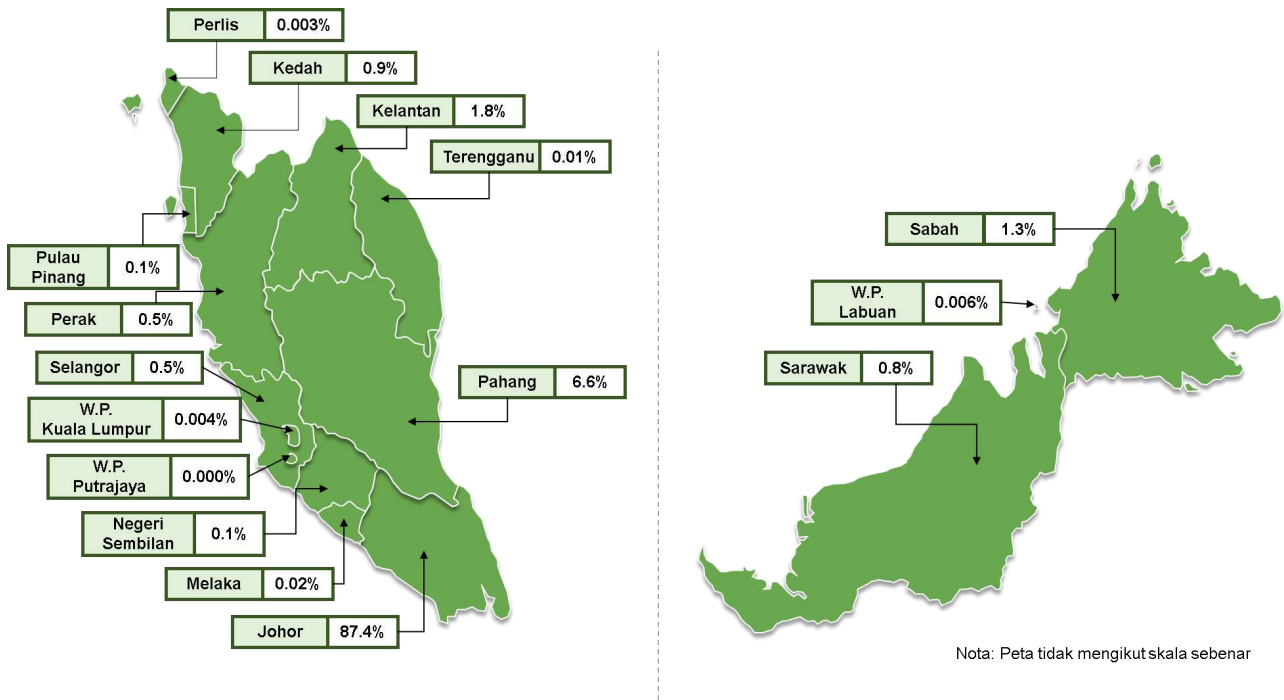 Perlis 0.003%
Kedah 0.9%
Kelantan 1.8%
Terengganu 0.01%
Pulau
Pinang 0.1%
Perak 0.5%
Selangor 0.5%
W.P.
Kuala Lumpur 0.004%
W.P.
Putrajaya 0.000%
Negeri
Sembilan 0.1%
Melaka 0.02%
Johor 87.4%
Pahang 6.6%
Sabah 1.3%
W.P.
Labuan 0.006%
Sarawak 0.8%
Nota: Peta tidak mengikut skala sebenar